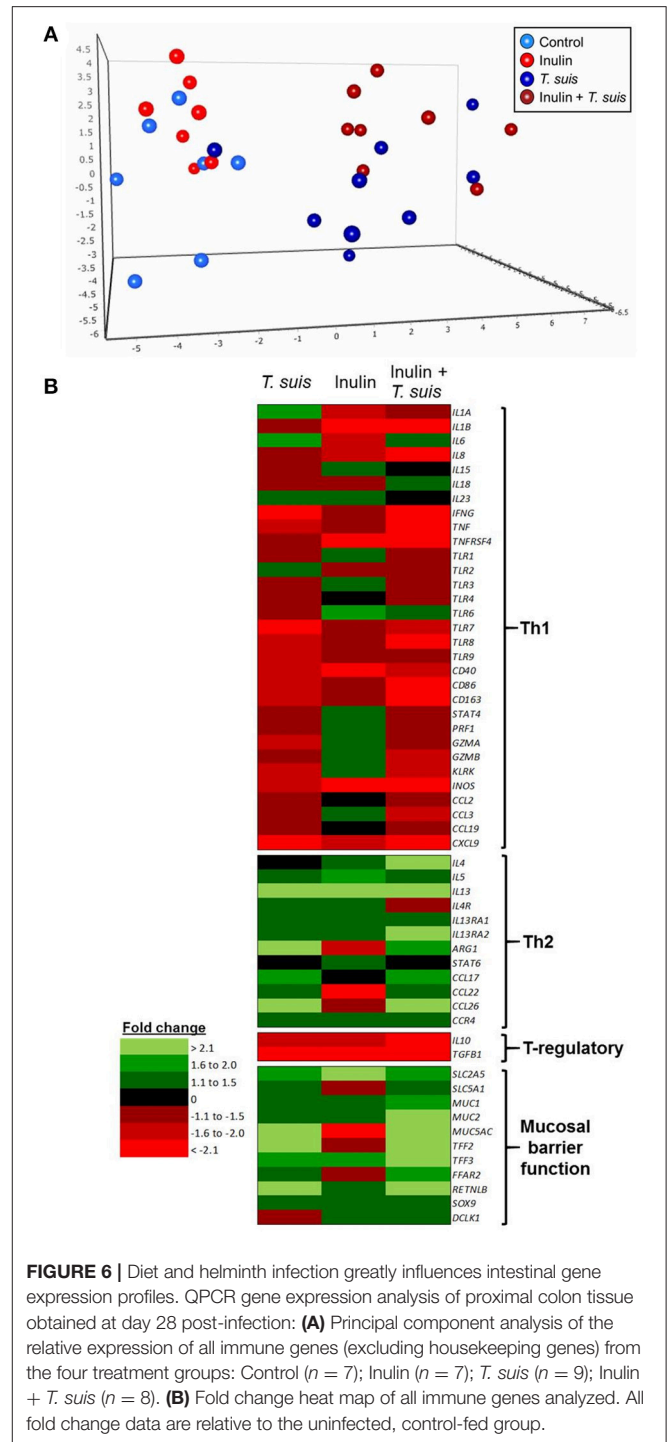 A
4.5
4
3.5
3
2.5
2
1.5
1
0.5
0
-0.5
-1
-1.5
-2
-2.5
-3
-3.5
-4
-4.5
-5
-5.5
-6
-5
-4
-3
-2
-1
0
1
2
3
4
5
6
7
-6.5
Control
Inulin
T. suis
Inulin + T. suis
B
T. suis Inulin Inulin +
T. suis
IL1A
IL1B
IL6
IL8
IL15
IL18
IL23
IFNG
TNF
TNFRSF4
TLR1
TLR2
TLR3
TLR4
TLR6
TLR7
TLR8
TLR9
CD40
CD86
CD163
STAT4
PRF1
GZMA
GZMB
KLRK
INOS
CCL2
CCL3
CCL19
CXCL9
Th1
IL4
IL5
IL13
IL4R
IL13RA1
IL13RA2
ARG1
STAT6
CCL17
CCL22
CCL26
CCR4
Th2
IL10
TGFB1
T-regulatory
SLC2A5
SLC5A1
MUC1
MUC2
MUC5AC
TFF2
TFF3
FFAR2
RETNLB
SOX9
DCLK1
Mucosal
barrier
function
Fold change
> 2.1
1.6 to 2.0
1.1 to 1.5
0
-1.1 to -1.5
-1.6 to -2.0
< -2.1
FIGURE 6 | Diet and helminth infection greatly influences intestinal gene
expression profiles. QPCR gene expression analysis of proximal colon tissue
obtained at day 28 post-infection: (A) Principal component analysis of the
relative expression of all immune genes (excluding housekeeping genes) from
the four treatment groups: Control (n = 7); Inulin (n = 7); T. suis (n = 9); Inulin
+ T. suis (n = 8). (B) Fold change heat map of all immune genes analyzed. All
fold change data are relative to the uninfected, control-fed group.